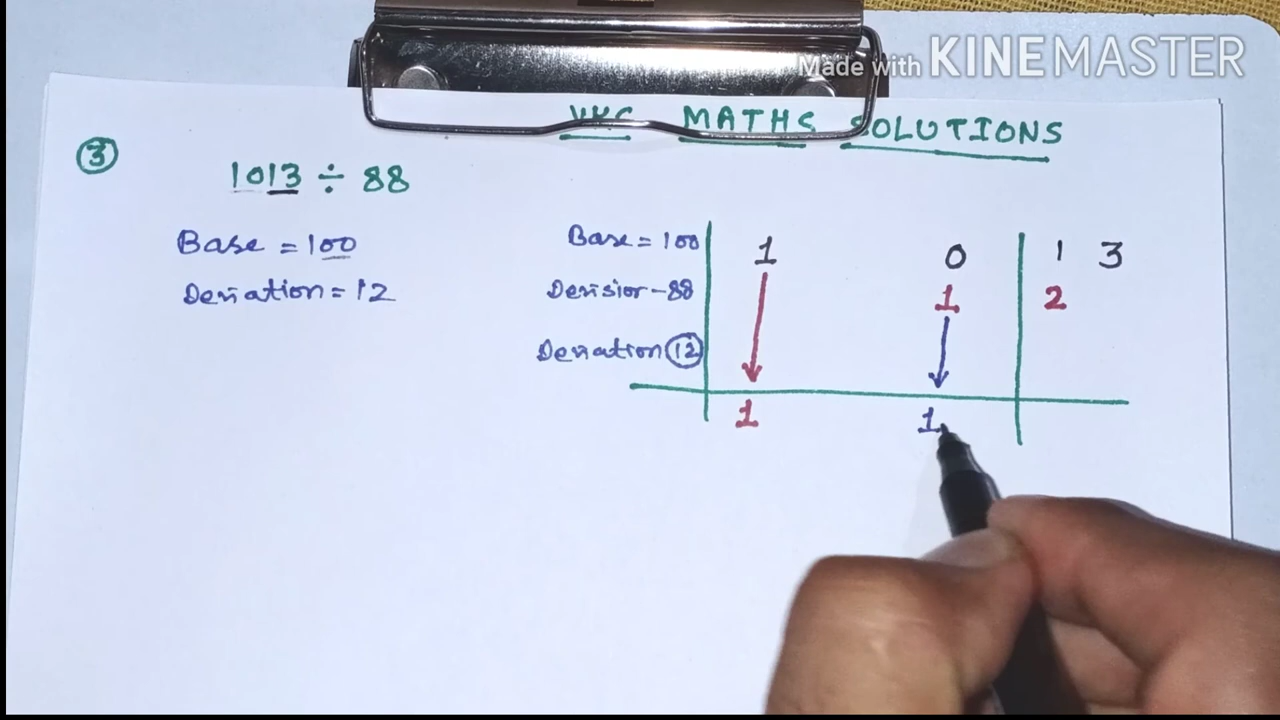 Made with KINEMASTER
VKC MATHS SOLUTIONS
③
1013 ÷ 88
Base = 100
Deviation = 12
Base = 100
Devisior - 88
Deviation ⑫
1 0 1 3
1 2
1 1